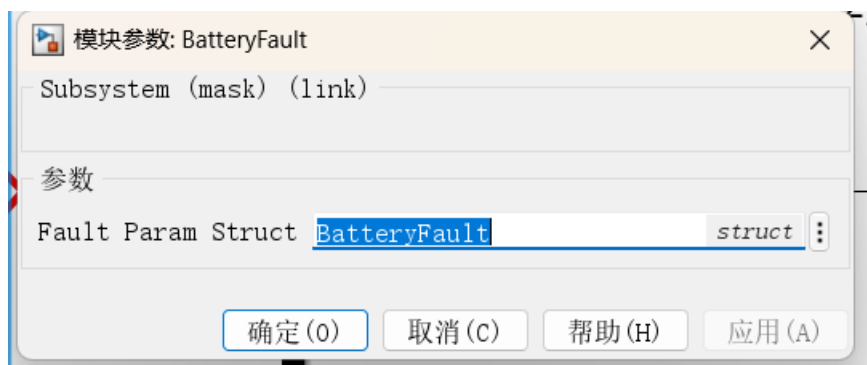 模块参数: BatteryFault
Subsystem (mask) (link)
参数
Fault Param Struct BatteryFault struct
确定(O) 取消(C) 帮助(H) 应用(A)